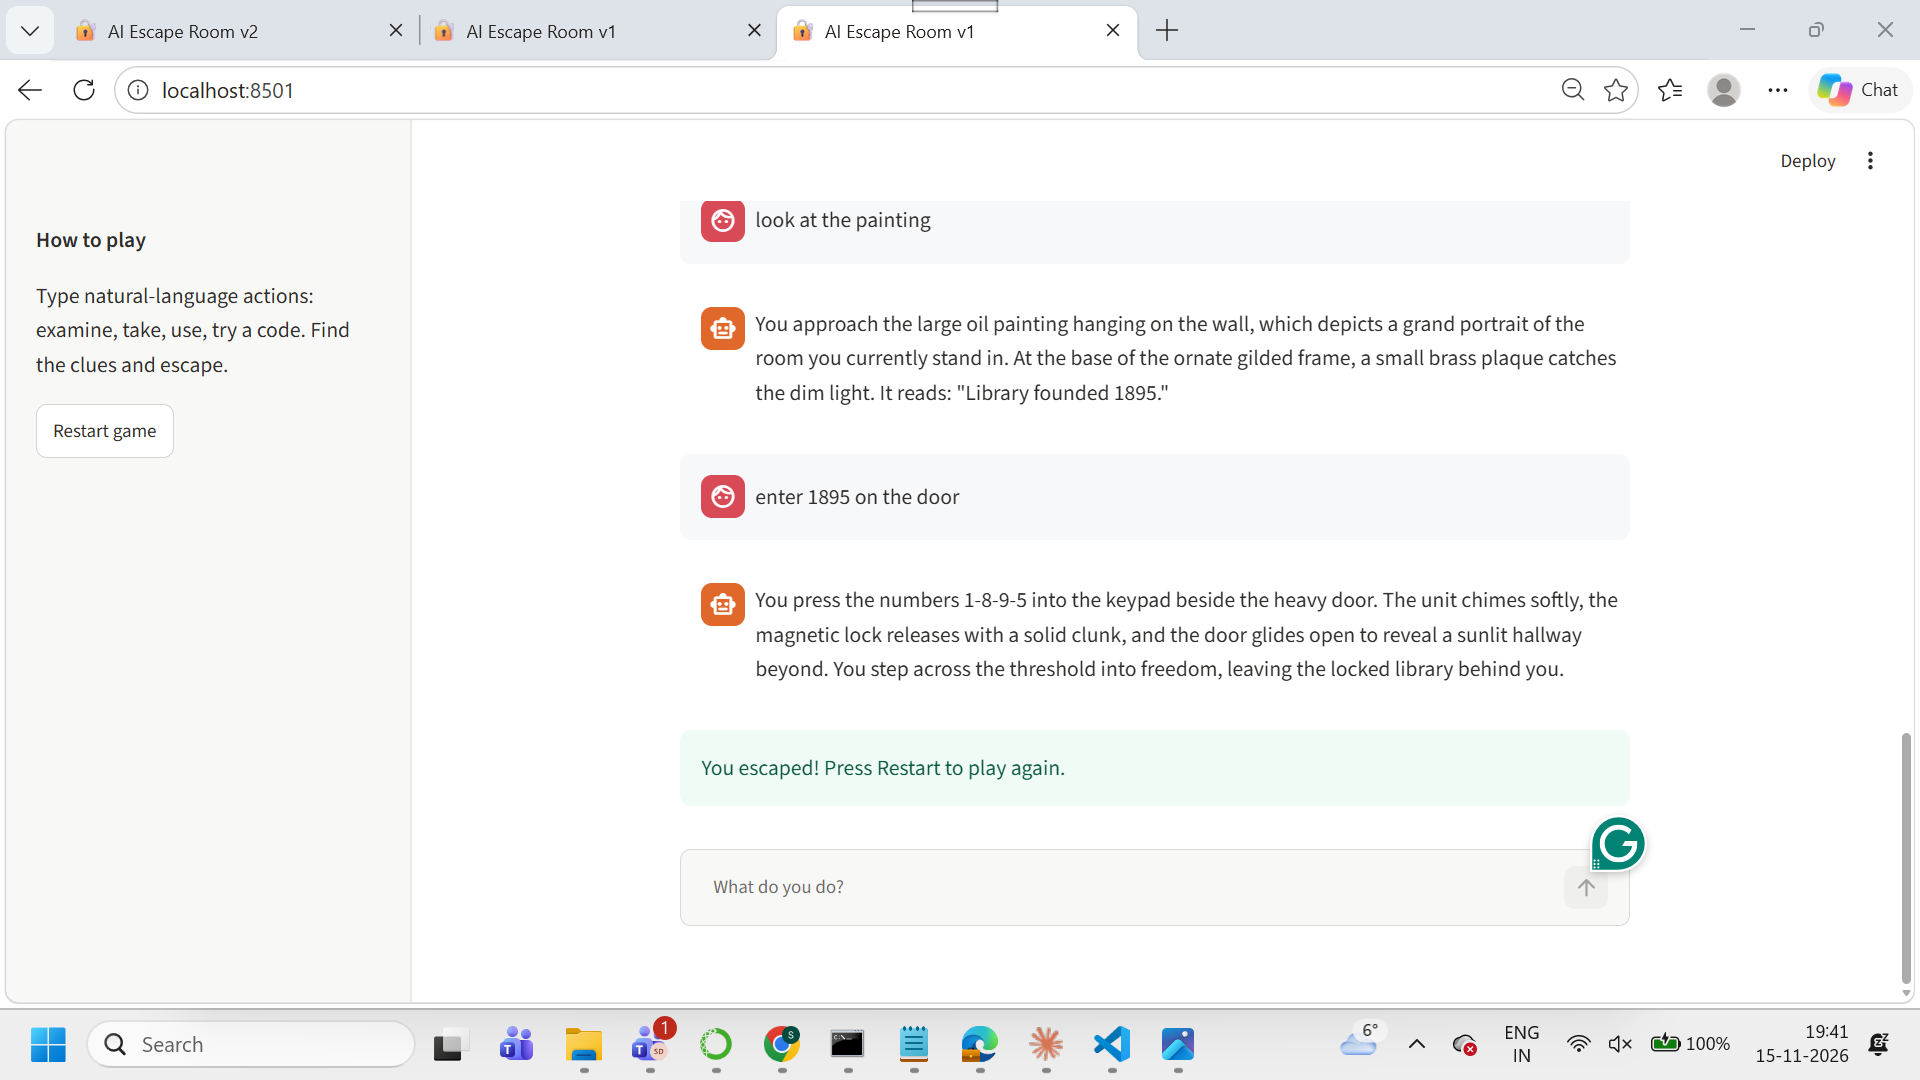 AI Escape Room v2
AI Escape Room v1
AI Escape Room v1
localhost:8501
Chat
Deploy
How to play
Type natural-language actions:
examine, take, use, try a code. Find
the clues and escape.
Restart game
look at the painting
You approach the large oil painting hanging on the wall, which depicts a grand portrait of the
room you currently stand in. At the base of the ornate gilded frame, a small brass plaque catches
the dim light. It reads: "Library founded 1895."
enter 1895 on the door
You press the numbers 1-8-9-5 into the keypad beside the heavy door. The unit chimes softly, the
magnetic lock releases with a solid clunk, and the door glides open to reveal a sunlit hallway
beyond. You step across the threshold into freedom, leaving the locked library behind you.
You escaped! Press Restart to play again.
What do you do?
G
Search
T
1
T
SD
S
6°
ENG
IN
100%
19:41
15-11-2026